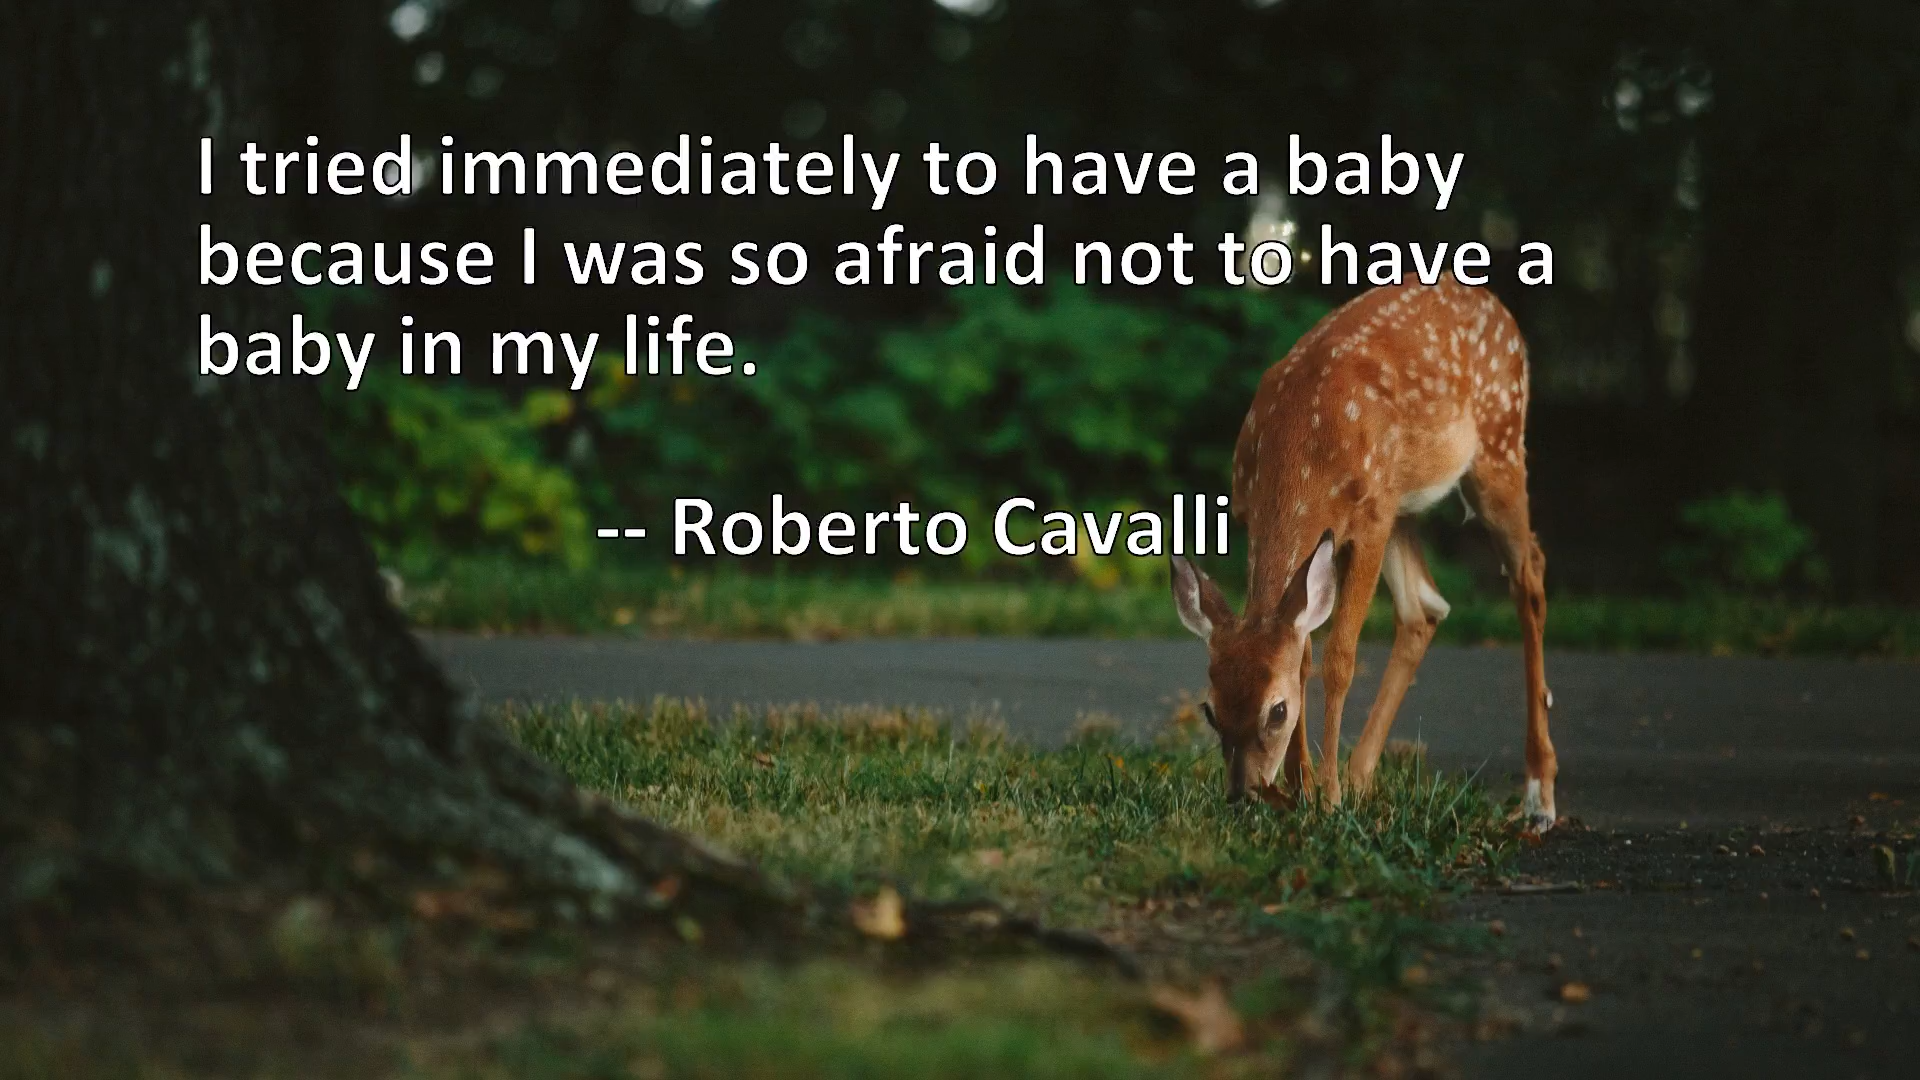 I tried immediately to have a baby
because I was so afraid not to have a
baby in my life.
-- Roberto Cavalli